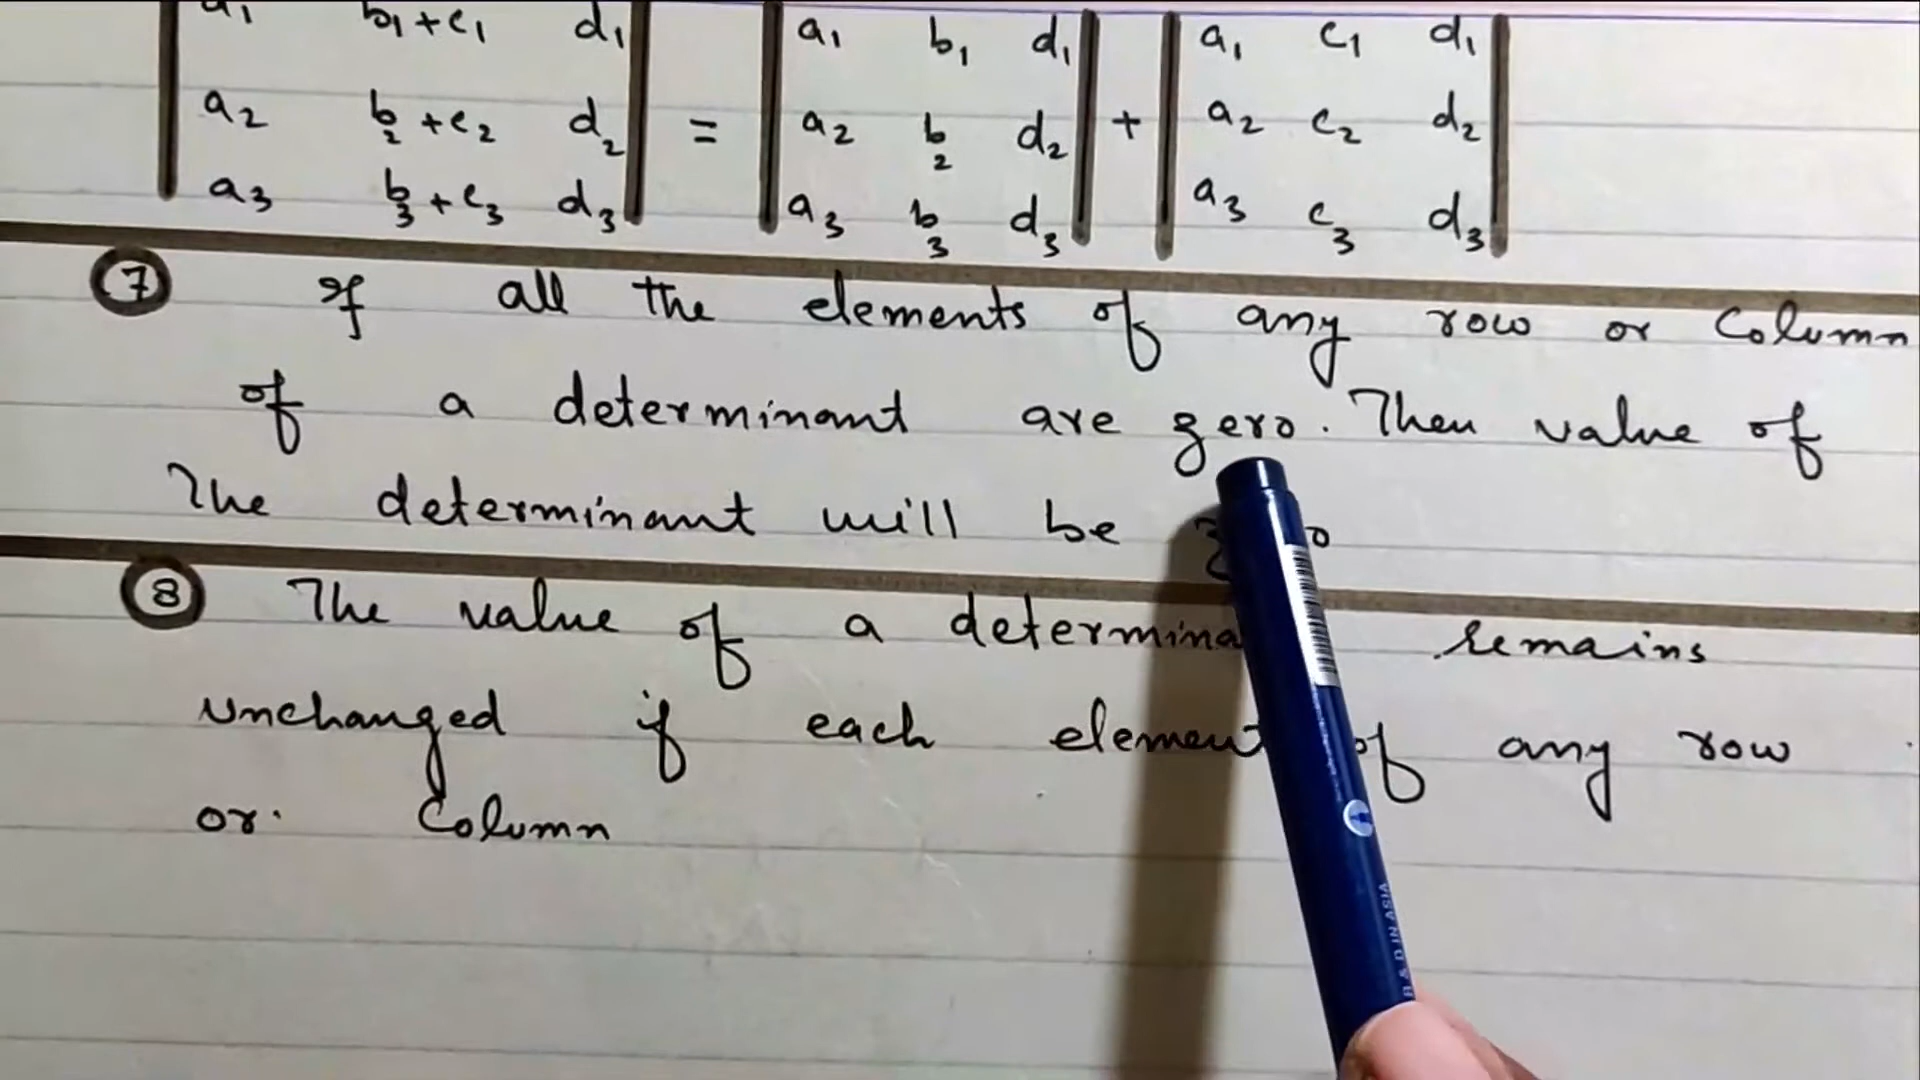 a1 b1+c1 d1 a1 b1 d1 a1 c1 d1
a2 b2+c2 d2 = a2 b2 d2 + a2 c2 d2
a3 b3+c3 d3 a3 b3 d3 a3 c3 d3
7 If all the elements of any row or Column
of a determinant are zero. Then value of
The determinant will be
8 The value of a determina remains
unchanged if each element of any row
or. Column
B & D IN ASIA